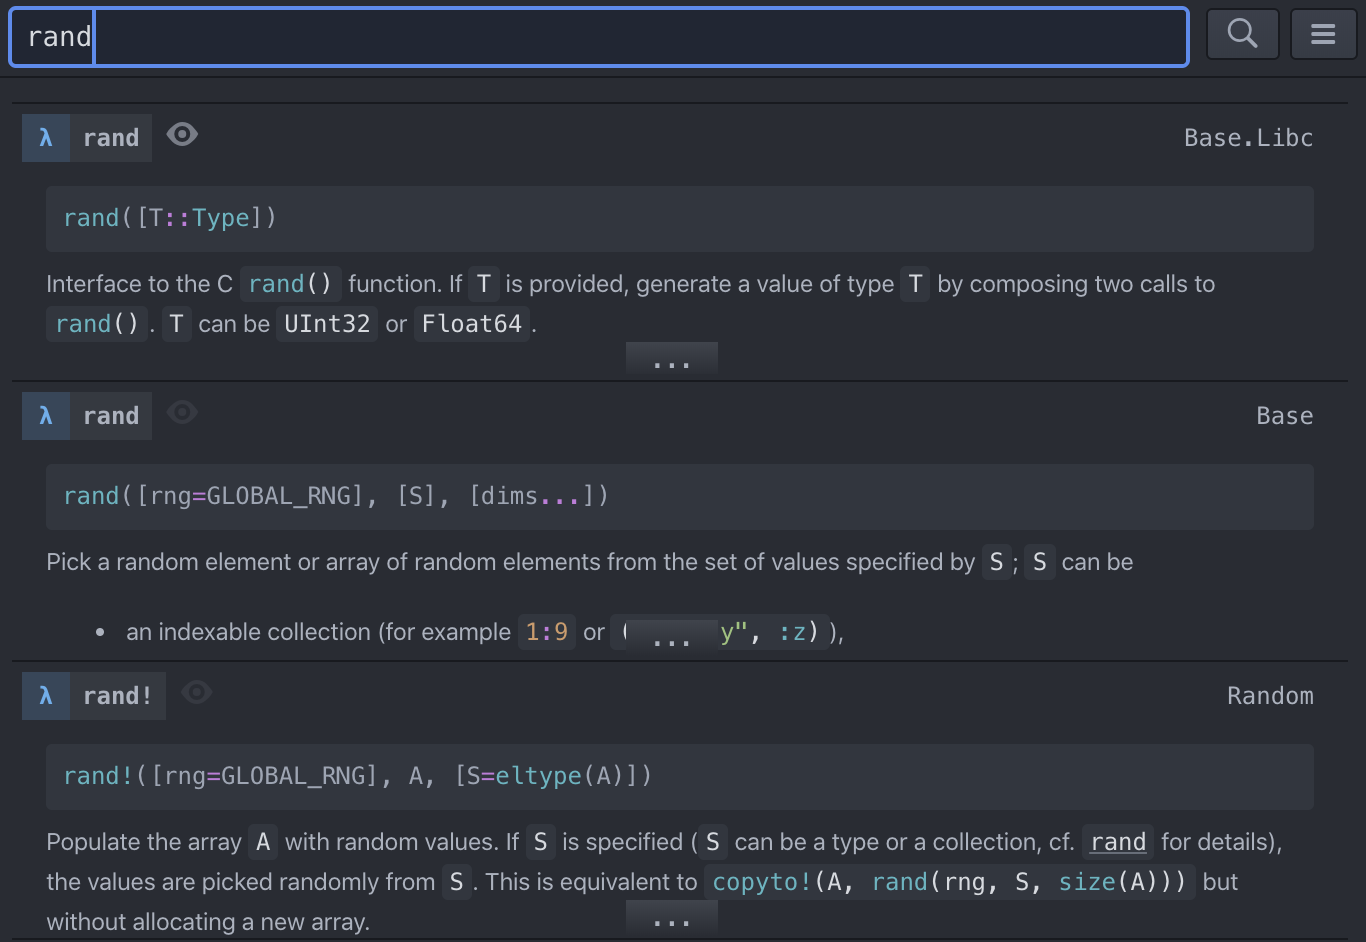 rand
λ rand Base.Libc
rand([T::Type])
Interface to the C rand() function. If T is provided, generate a value of type T by composing two calls to
rand(). T can be UInt32 or Float64.
...
λ rand Base
rand([rng=GLOBAL_RNG], [S], [dims...])
Pick a random element or array of random elements from the set of values specified by S; S can be
• an indexable collection (for example 1:9 or ( ... y", :z)),
λ rand! Random
rand!([rng=GLOBAL_RNG], A, [S=eltype(A)])
Populate the array A with random values. If S is specified (S can be a type or a collection, cf. rand for details),
the values are picked randomly from S. This is equivalent to copyto!(A, rand(rng, S, size(A))) but
without allocating a new array.
...